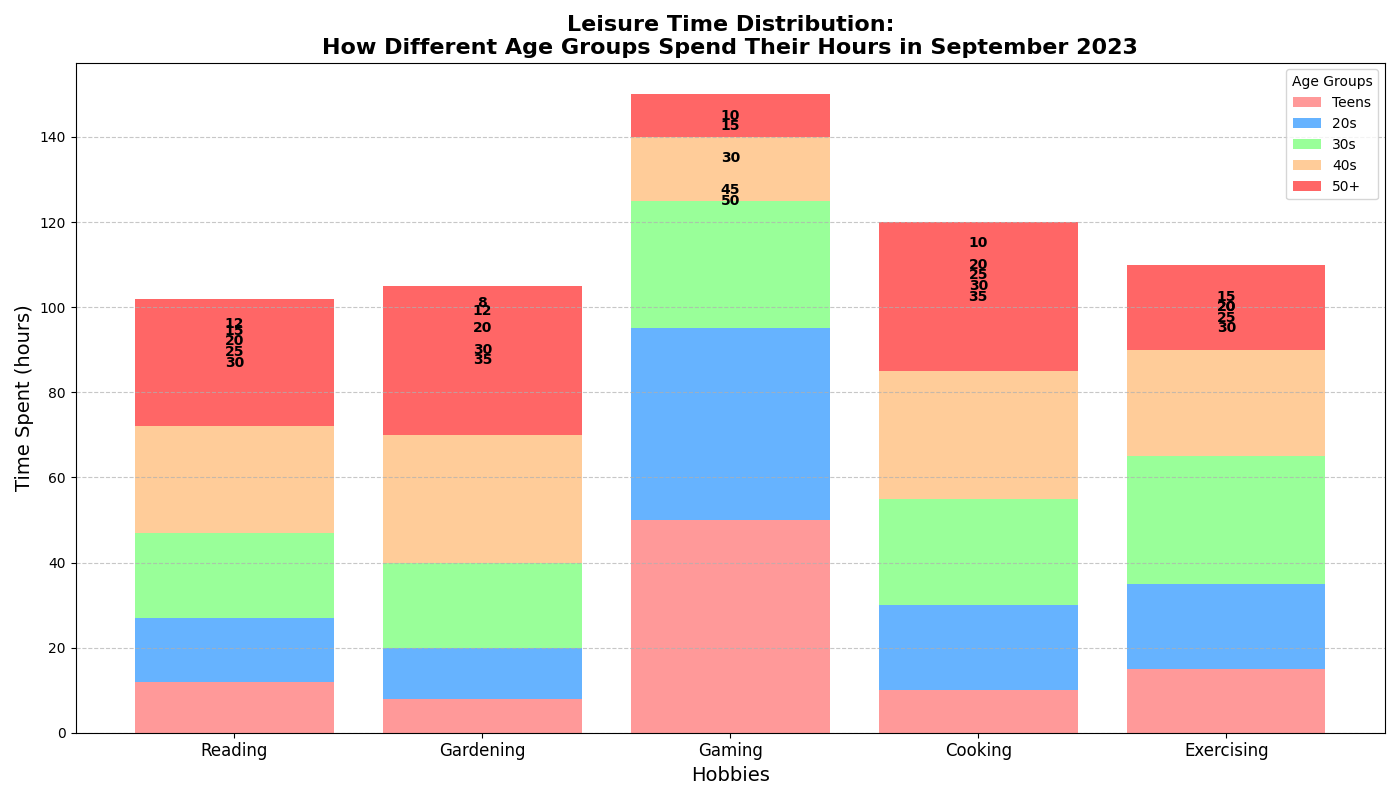 Leisure Time Distribution:
How Different Age Groups Spend Their Hours in September 2023
Age Groups
Teens
20s
30s
40s
50+
Time Spent (hours)
140
120
100
80
60
40
20
0
12
15
20
25
30
8
12
20
30
35
10
15
30
45
50
10
20
25
30
35
15
20
25
30
Reading
Gardening
Gaming
Cooking
Exercising
Hobbies